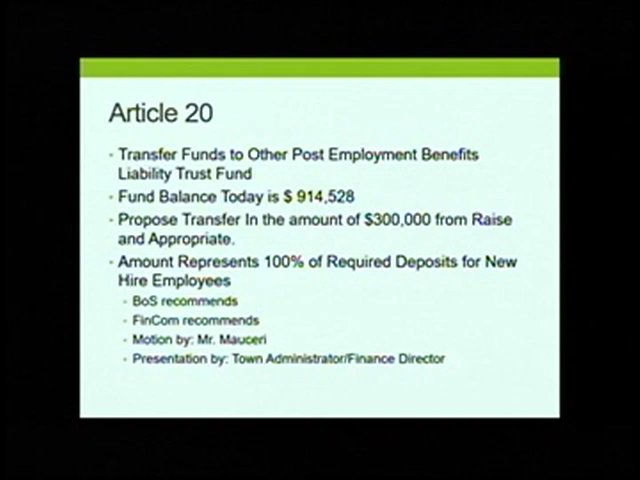 Article 20
Transfer Funds to Other Post Employment Benefits
Liability Trust Fund
Fund Balance Today is $ 914,528
Propose Transfer In the amount of $300,000 from Raise
and Appropriate.
Amount Represents 100% of Required Deposits for New
Hire Employees
BoS recommends
FinCom recommends
Motion by: Mr. Mauceri
Presentation by: Town Administrator/Finance Director